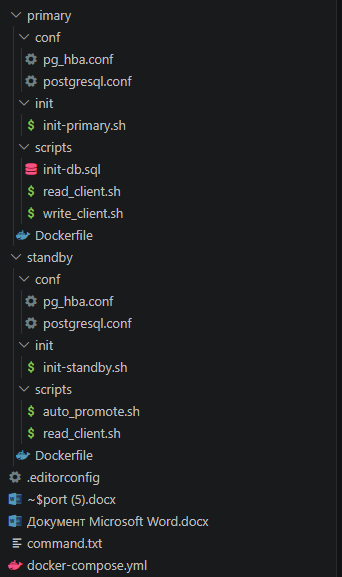 primary
conf
pg_hba.conf
postgresql.conf
init
init-primary.sh
scripts
init-db.sql
read_client.sh
write_client.sh
Dockerfile
standby
conf
pg_hba.conf
postgresql.conf
init
init-standby.sh
scripts
auto_promote.sh
read_client.sh
Dockerfile
.editorconfig
~$port (5).docx
Документ Microsoft Word.docx
command.txt
docker-compose.yml